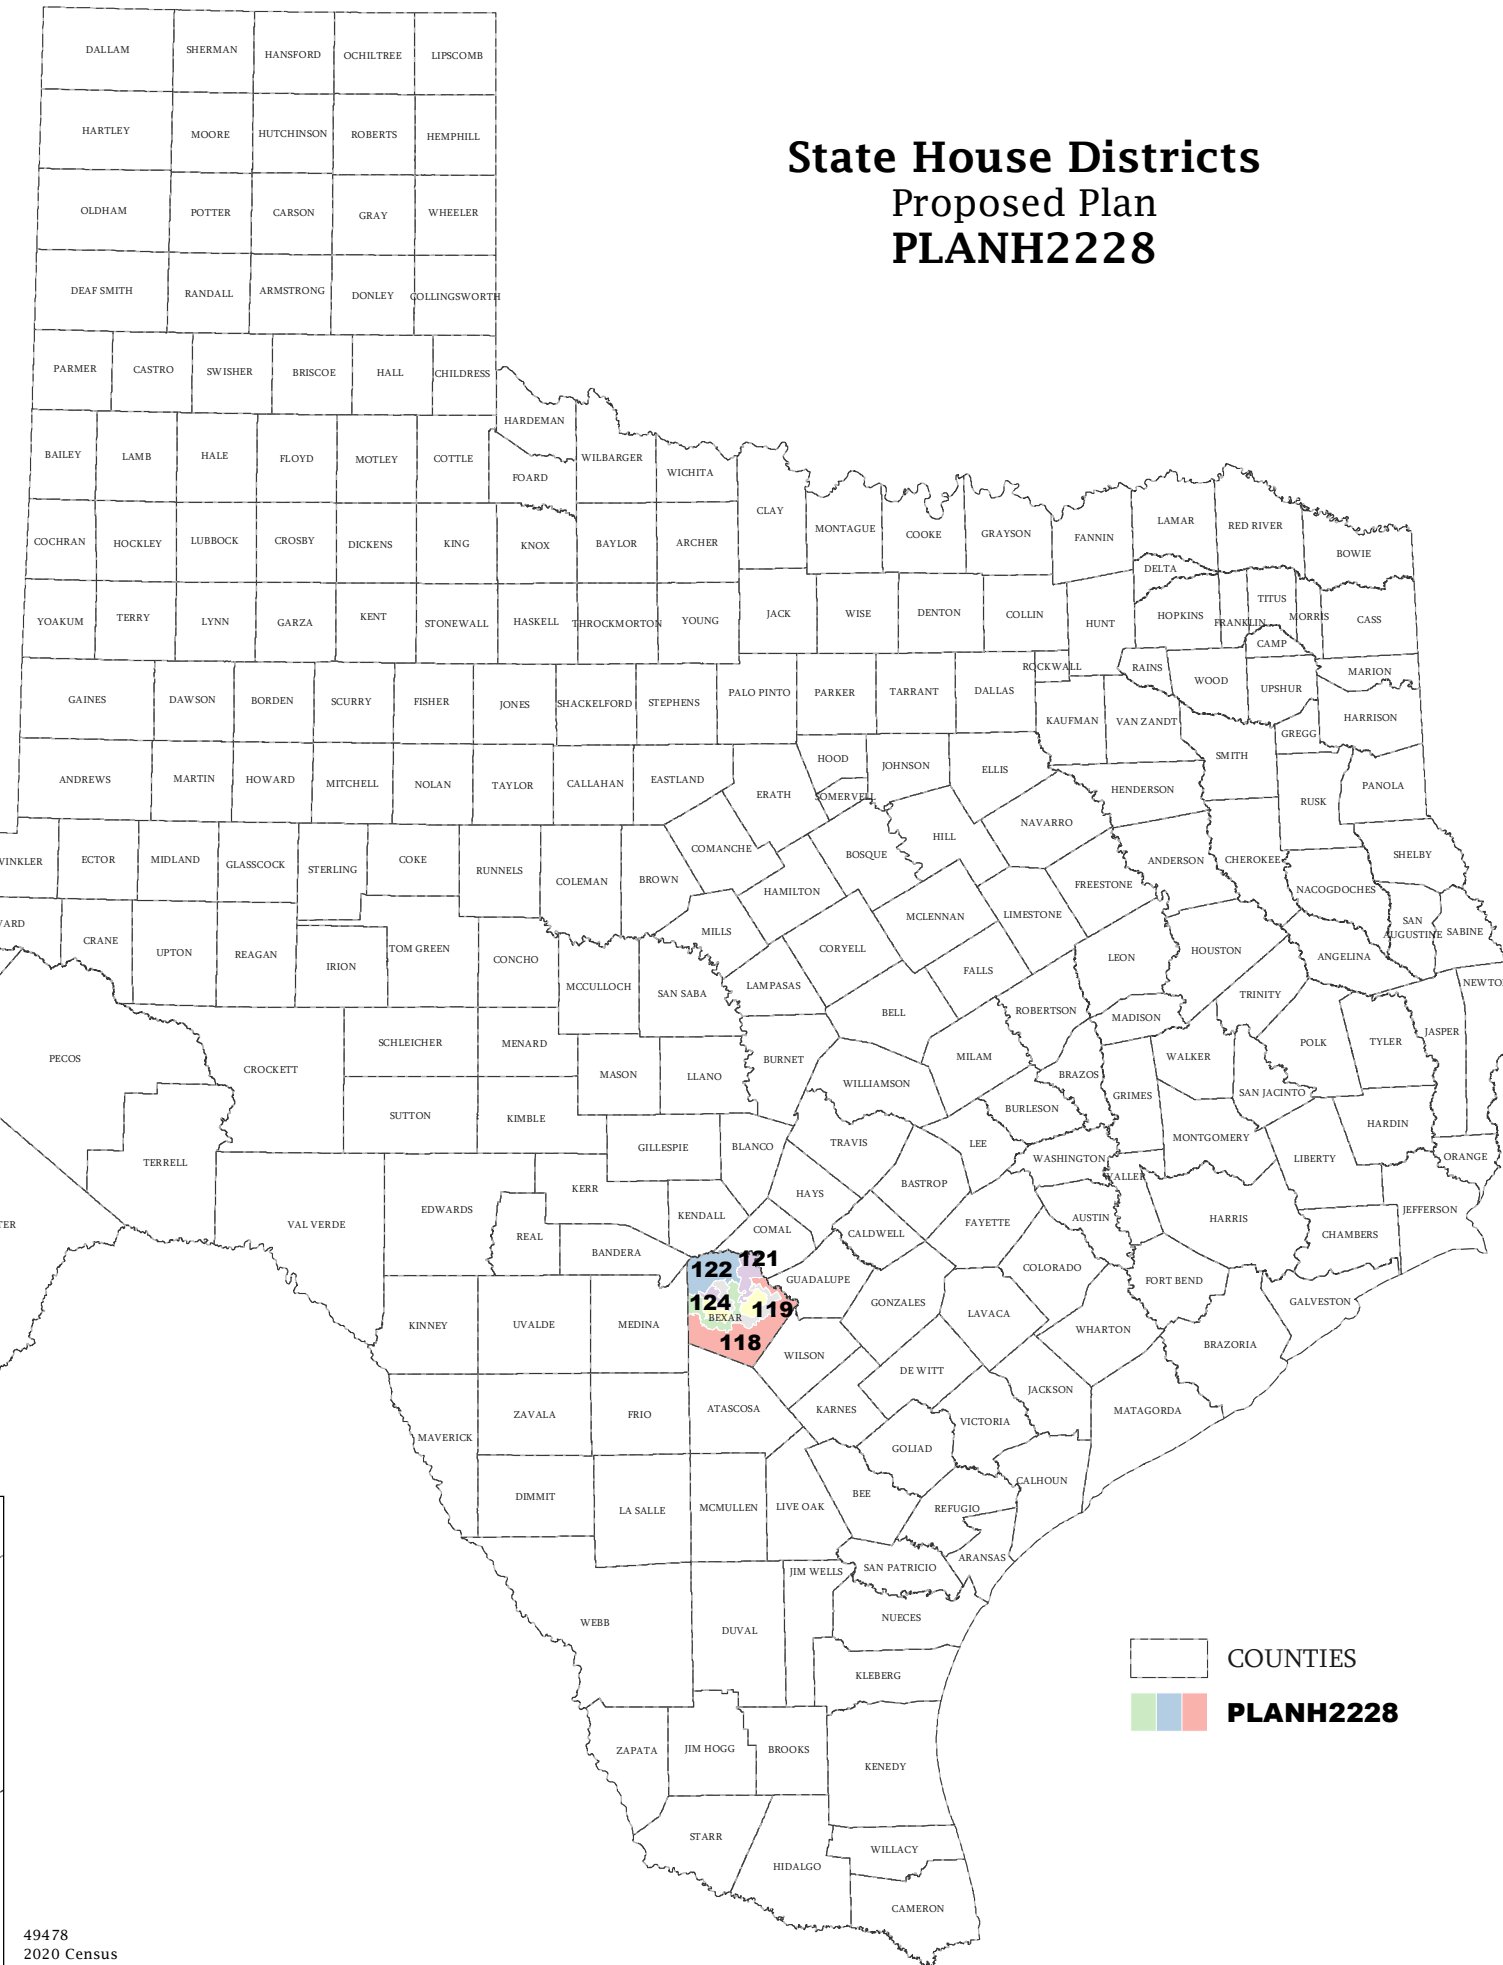 State House Districts
Proposed Plan
PLANH2228
DALLAM
SHERMAN
HANSFORD
OCHILTREE
LIPSCOMB
HARTLEY
MOORE
HUTCHINSON
ROBERTS
HEMPHILL
OLDHAM
POTTER
CARSON
GRAY
WHEELER
DEAF SMITH
RANDALL
ARMSTRONG
DONLEY
COLLINGSWORTH
PARMER
CASTRO
SWISHER
BRISCOE
HALL
CHILDRESS
HARDEMAN
BAILEY
LAMB
HALE
FLOYD
MOTLEY
COTTLE
FOARD
WILBARGER
WICHITA
CLAY
MONTAGUE
COOKE
GRAYSON
FANNIN
LAMAR
RED RIVER
BOWIE
COCHRAN
HOCKLEY
LUBBOCK
CROSBY
DICKENS
KING
KNOX
BAYLOR
ARCHER
DELTA
YOAKUM
TERRY
LYNN
GARZA
KENT
STONEWALL
HASKELL
THROCKMORTON
YOUNG
JACK
WISE
DENTON
COLLIN
HUNT
HOPKINS
FRANKLIN
TITUS
MORRIS
CASS
CAMP
ROCKWALL
RAINS
WOOD
UPSHUR
MARION
GAINES
DAWSON
BORDEN
SCURRY
FISHER
JONES
SHACKELFORD
STEPHENS
PALO PINTO
PARKER
TARRANT
DALLAS
KAUFMAN
VAN ZANDT
GREGG
HARRISON
ANDREWS
MARTIN
HOWARD
MITCHELL
NOLAN
TAYLOR
CALLAHAN
EASTLAND
ERATH
HOOD
SOMERVELL
JOHNSON
ELLIS
HENDERSON
SMITH
RUSK
PANOLA
VINKLER
ECTOR
MIDLAND
GLASSCOCK
STERLING
COKE
RUNNELS
COLEMAN
BROWN
COMANCHE
HAMILTON
BOSQUE
HILL
NAVARRO
FREESTONE
ANDERSON
CHEROKEE
NACOGDOCHES
SHELBY
ARD
CRANE
UPTON
REAGAN
IRION
TOM GREEN
CONCHO
MCCULLOCH
SAN SABA
MILLS
LAMPASAS
CORYELL
MCLENNAN
LIMESTONE
FALLS
LEON
HOUSTON
ANGELINA
SAN
AUGUSTINE
SABINE
NEWTO
PECOS
CROCKETT
SCHLEICHER
MENARD
MASON
LLANO
BURNET
BELL
WILLIAMSON
MILAM
ROBERTSON
MADISON
BRAZOS
GRIMES
WALKER
TRINITY
POLK
TYLER
JASPER
SUTTON
KIMBLE
GILLESPIE
BLANCO
TRAVIS
LEE
BURLESON
WASHINGTON
WALLER
MONTGOMERY
SAN JACINTO
LIBERTY
HARDIN
ORANGE
TERRELL
TER
VAL VERDE
EDWARDS
KERR
REAL
BANDERA
KENDALL
COMAL
HAYS
BASTROP
CALDWELL
FAYETTE
AUSTIN
HARRIS
CHAMBERS
JEFFERSON
121
122
124
119
118
BEXAR
GUADALUPE
GONZALES
LAVACA
COLORADO
FORT BEND
GALVESTON
KINNEY
UVALDE
MEDINA
WILSON
DE WITT
WHARTON
BRAZORIA
MAVERICK
ZAVALA
FRIO
ATASCOSA
KARNES
GOLIAD
VICTORIA
JACKSON
MATAGORDA
DIMMIT
LA SALLE
MCMULLEN
LIVE OAK
BEE
REFUGIO
CALHOUN
ARANSAS
SAN PATRICIO
JIM WELLS
WEBB
DUVAL
NUECES
KLEBERG
ZAPATA
JIM HOGG
BROOKS
KENEDY
STARR
HIDALGO
WILLACY
CAMERON
COUNTIES
PLANH2228
49478
2020 Census